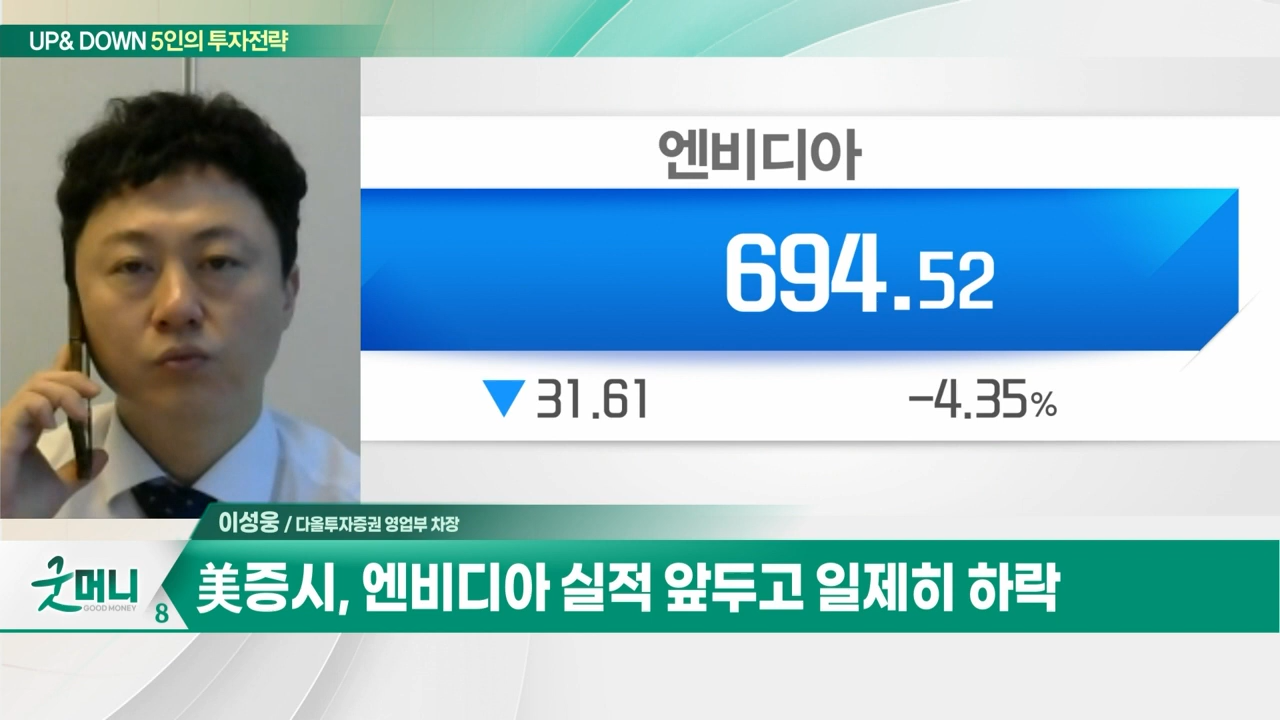 UP& DOWN 5인의 투자전략
엔비디아
694.52
▼31.61 -4.35%
이성웅 / 다올투자증권 영업부 차장
굿머니
GOOD MONEY
8
美증시, 엔비디아 실적 앞두고 일제히 하락